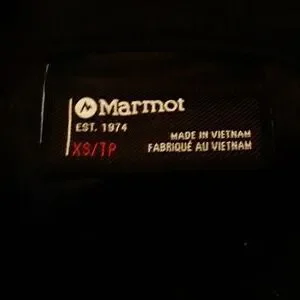 Marmot
EST. 1974
XS/TP
MADE IN VIETNAM
FABRIQUÉ AU VIETNAM